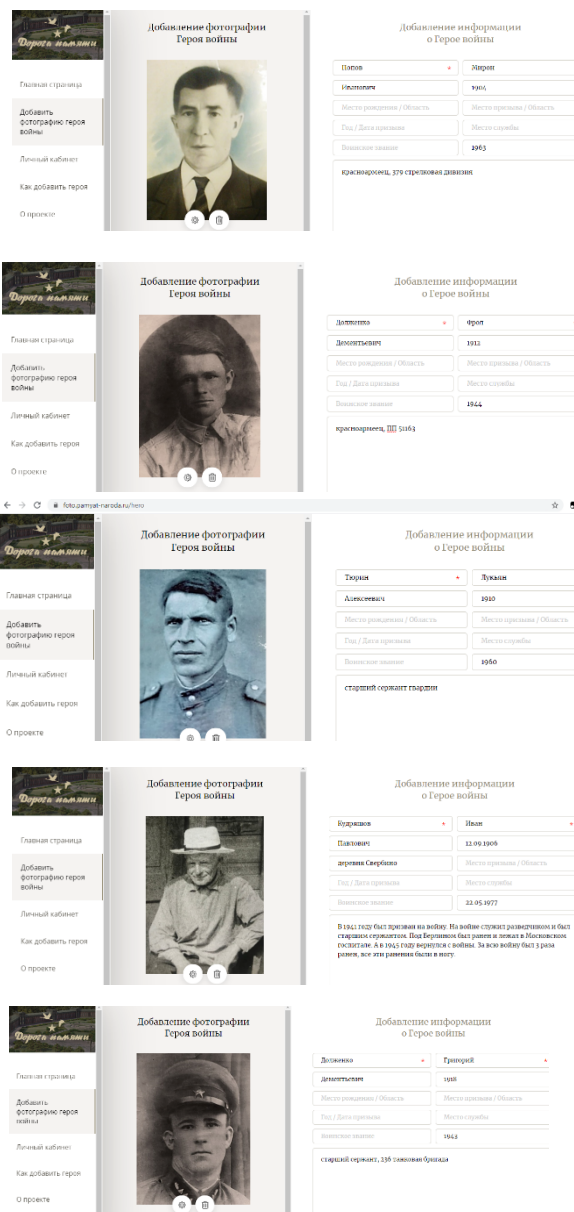 Дорога памяти
Главная страница
Добавить
фотографию героя
войны
Личный кабинет
Как добавить героя
О проекте
Добавление фотографии
Героя войны
Добавление информации
о Герое войны
Попов * Мирон
Иванович 1904
Место рождения / Область Место призыва / Область
Год / Дата призыва Место службы
Воинское звание 1963
красноармеец, 379 стрелковая дивизия
Дорога памяти
Главная страница
Добавить
фотографию героя
войны
Личный кабинет
Как добавить героя
О проекте
Добавление фотографии
Героя войны
Добавление информации
о Герое войны
Долженко * Фрол
Дементьевич 1912
Место рождения / Область Место призыва / Область
Год / Дата призыва Место службы
Воинское звание 1944
красноармеец, ПП 51163
foto.pamyat-naroda.ru/hero
Дорога памяти
Главная страница
Добавить
фотографию героя
войны
Личный кабинет
Как добавить героя
О проекте
Добавление фотографии
Героя войны
Добавление информации
о Герое войны
Тюрин * Лукьян
Алексеевич 1910
Место рождения / Область Место призыва / Область
Год / Дата призыва Место службы
Воинское звание 1960
старший сержант гвардии
Дорога памяти
Главная страница
Добавить
фотографию героя
войны
Личный кабинет
Как добавить героя
О проекте
Добавление фотографии
Героя войны
Добавление информации
о Герое войны
Кудряшов * Иван *
Павлович 12.09.1906
деревня Свербино Место призыва / Область
Год / Дата призыва Место службы
Воинское звание 22.05.1977
В 1941 году был призван на войну. На войне служил разведчиком и был
старшим сержантом. Под Берлином был ранен и лежал в Московском
госпитале. А в 1945 году вернулся с войны. За всю войну был 3 раза
ранен, все эти ранения были в ногу.
Дорога памяти
Главная страница
Добавить
фотографию героя
войны
Личный кабинет
Как добавить героя
О проекте
Добавление фотографии
Героя войны
Добавление информации
о Герое войны
Долженко * Григорий *
Дементьевич 1918
Место рождения / Область Место призыва / Область
Год / Дата призыва Место службы
Воинское звание 1943
старший сержант, 236 танковая бригада